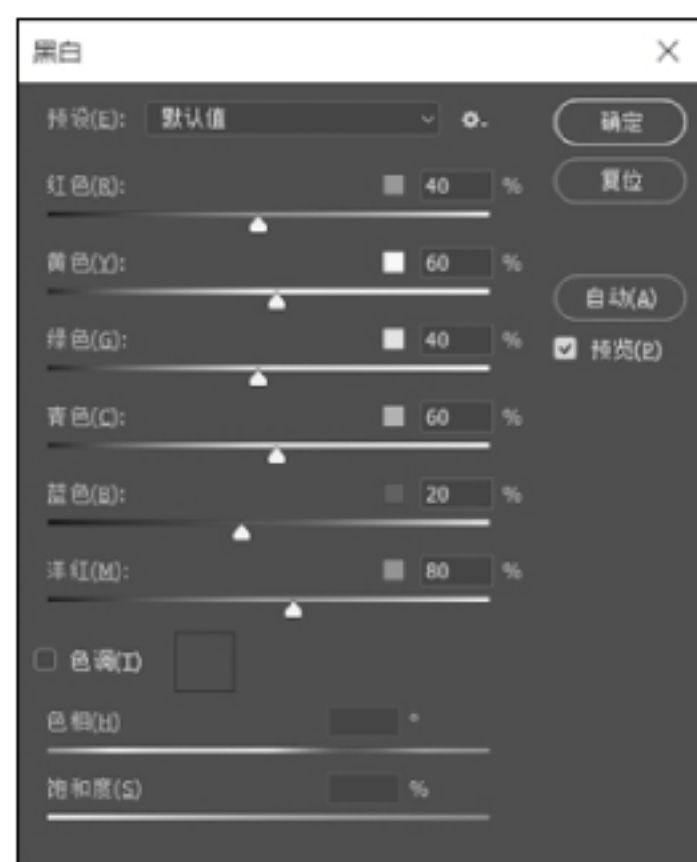 黑白
预设(E): 默认值
确定
红色(R): 40 %
复位
黄色(Y): 60 %
自动(A)
绿色(G): 40 %
预览(P)
青色(C): 60 %
蓝色(B): 20 %
洋红(M): 80 %
色调(T)
色相(H) °
饱和度(S) %